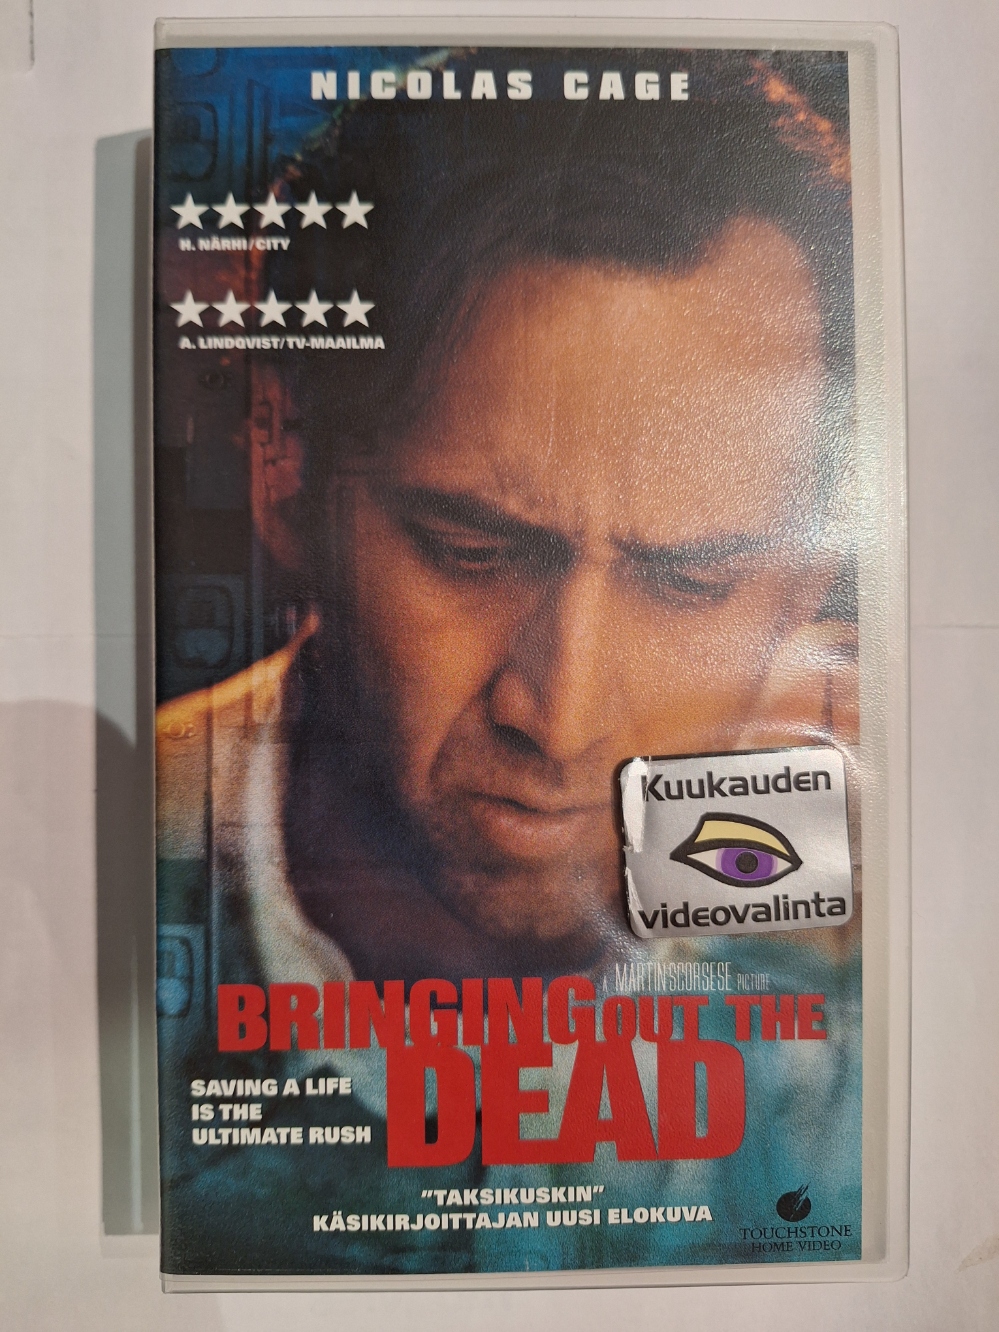 NICOLAS CAGE
H. NÄRHI/CITY
A. LINDQVIST/TV-MAAILMA
Kuukauden
videovalinta
A MARTIN SCORSESE PICTURE
BRINGING OUT THE
DEAD
SAVING A LIFE
IS THE
ULTIMATE RUSH
"TAKSIKUSKIN"
KÄSIKIRJOITTAJAN UUSI ELOKUVA
TOUCHSTONE
HOME VIDEO